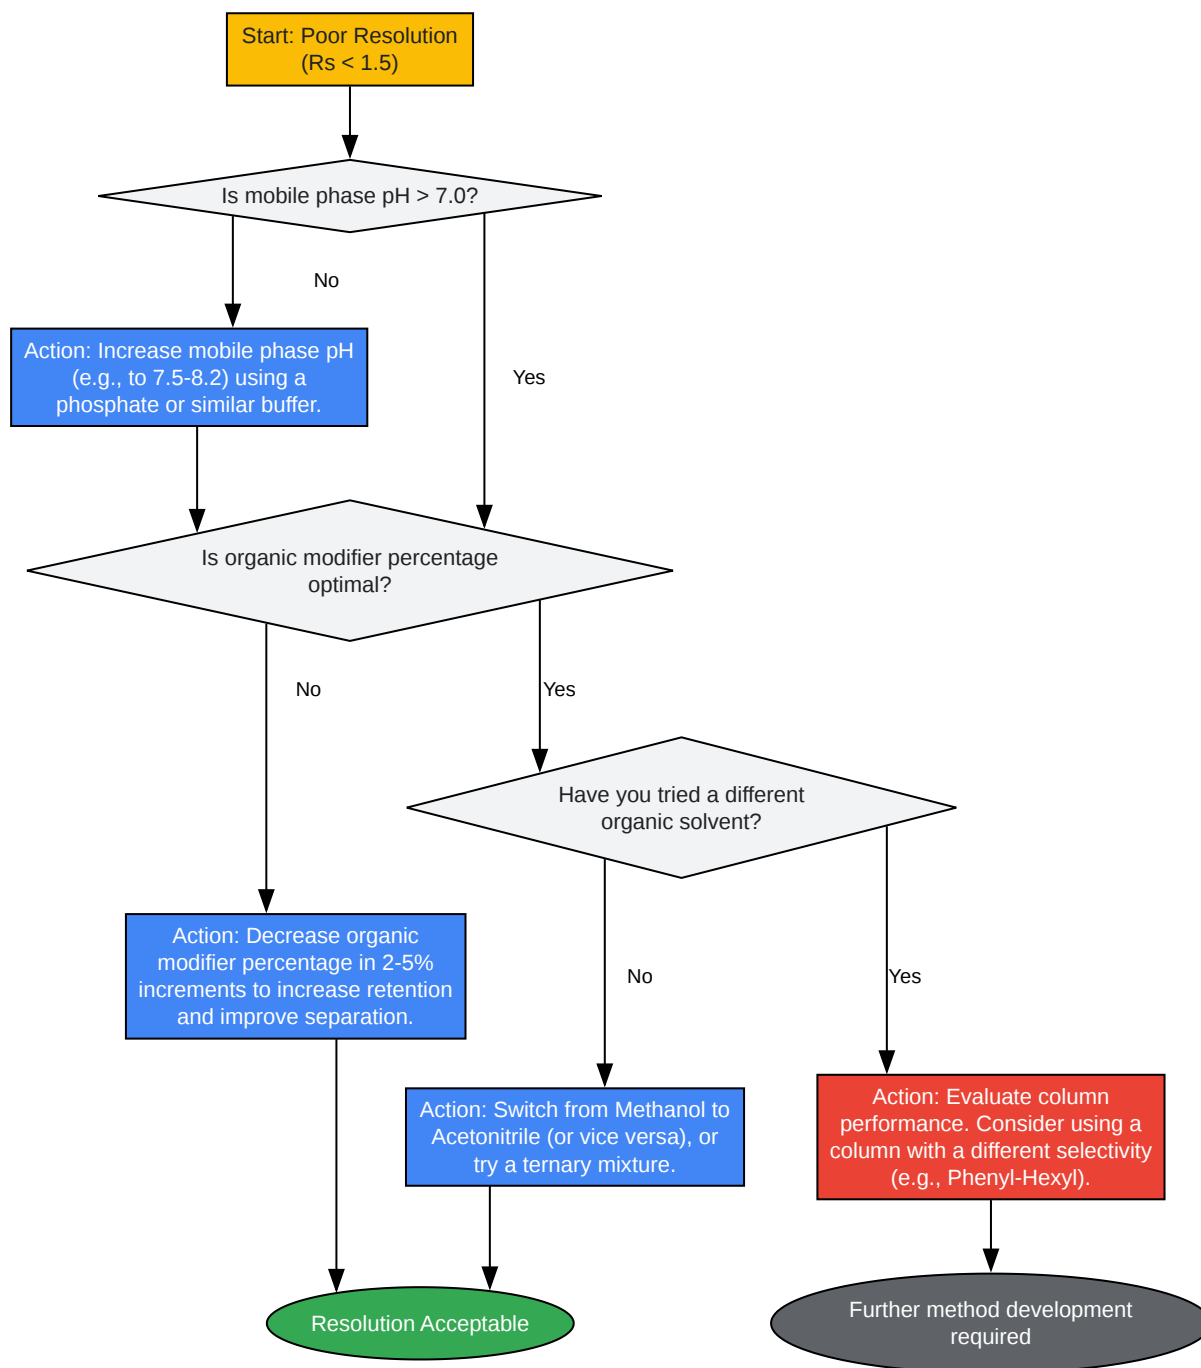 Start: Poor Resolution
(Rs < 1.5)
Is mobile phase pH > 7.0?
No
Action: Increase mobile phase pH
(e.g., to 7.5-8.2) using a
phosphate or similar buffer.
Yes
Is organic modifier percentage
optimal?
No
Yes
Have you tried a different
organic solvent?
Action: Decrease organic
modifier percentage in 2-5%
increments to increase retention
and improve separation.
No
Yes
Action: Switch from Methanol to
Acetonitrile (or vice versa), or
try a ternary mixture.
Action: Evaluate column
performance. Consider using a
column with a different selectivity
(e.g., Phenyl-Hexyl).
Resolution Acceptable
Further method development
required